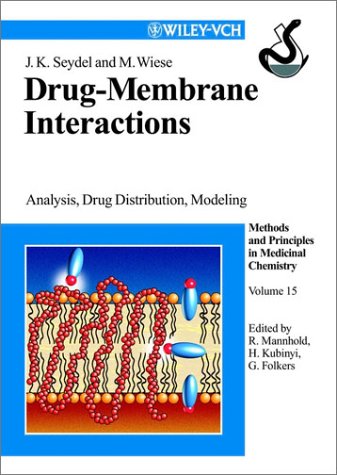 WILEY-VCH
J. K. Seydel and M. Wiese
Drug-Membrane
Interactions
Analysis, Drug Distribution, Modeling
Methods
and Principles
in Medicinal
Chemistry
Volume 15
Edited by
R. Mannhold,
H. Kubinyi,
G. Folkers